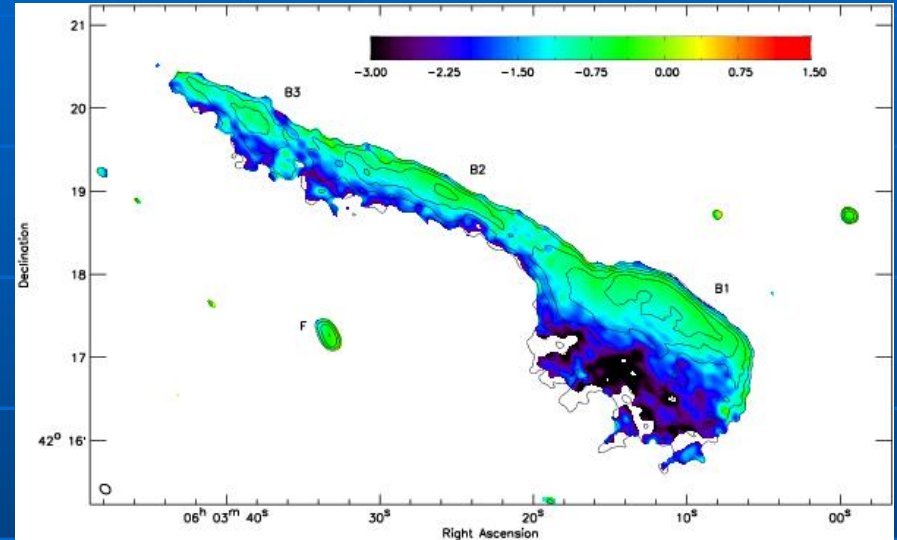 21
20
19
18
17
42° 16'
Declination
-3.00 -2.25 -1.50 -0.75 0.00 0.75 1.50
B3
B2
B1
F
06ʰ 03ᵐ 40ˢ 30ˢ 20ˢ 10ˢ 00ˢ
Right Ascension